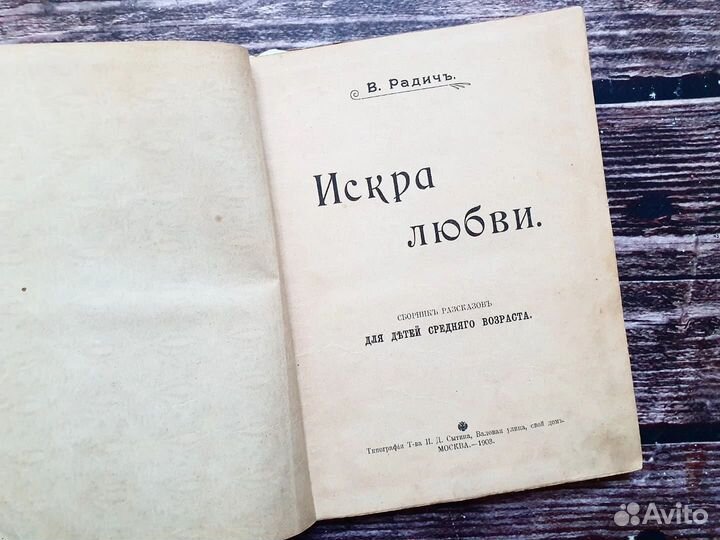 В. Радичъ.
Искра
любви.
СБОРНИКЪ РАЗСКАЗОВЪ
ДЛЯ ДѢТЕЙ СРЕДНЯГО ВОЗРАСТА.
Типографія Т-ва И. Д. Сытина, Валовая улица, свой домъ.
МОСКВА.—1903.
Avito